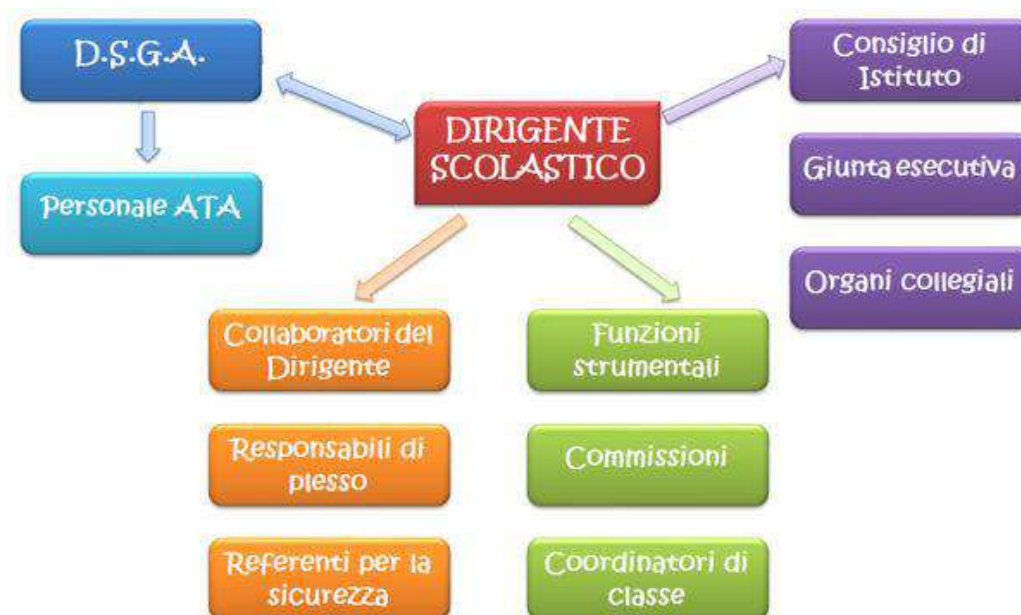 D.S.G.A.
Personale ATA
DIRIGENTE
SCOLASTICO
Consiglio di
Istituto
Giunta esecutiva
Organi collegiali
Collaboratori del
Dirigente
Responsabili di
plesso
Referenti per la
sicurezza
Funzioni
strumentali
Commissioni
Coordinatori di
classe